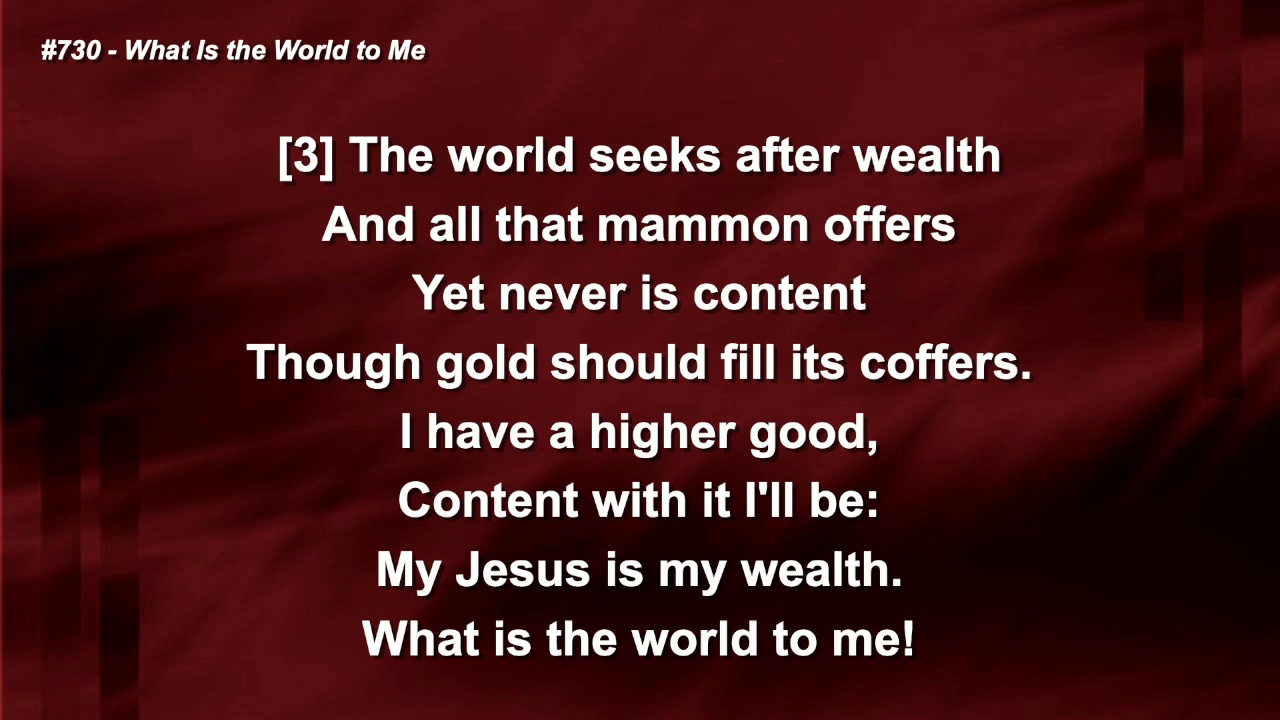 #730 - What Is the World to Me
[3] The world seeks after wealth
And all that mammon offers
Yet never is content
Though gold should fill its coffers.
I have a higher good,
Content with it I'll be:
My Jesus is my wealth.
What is the world to me!